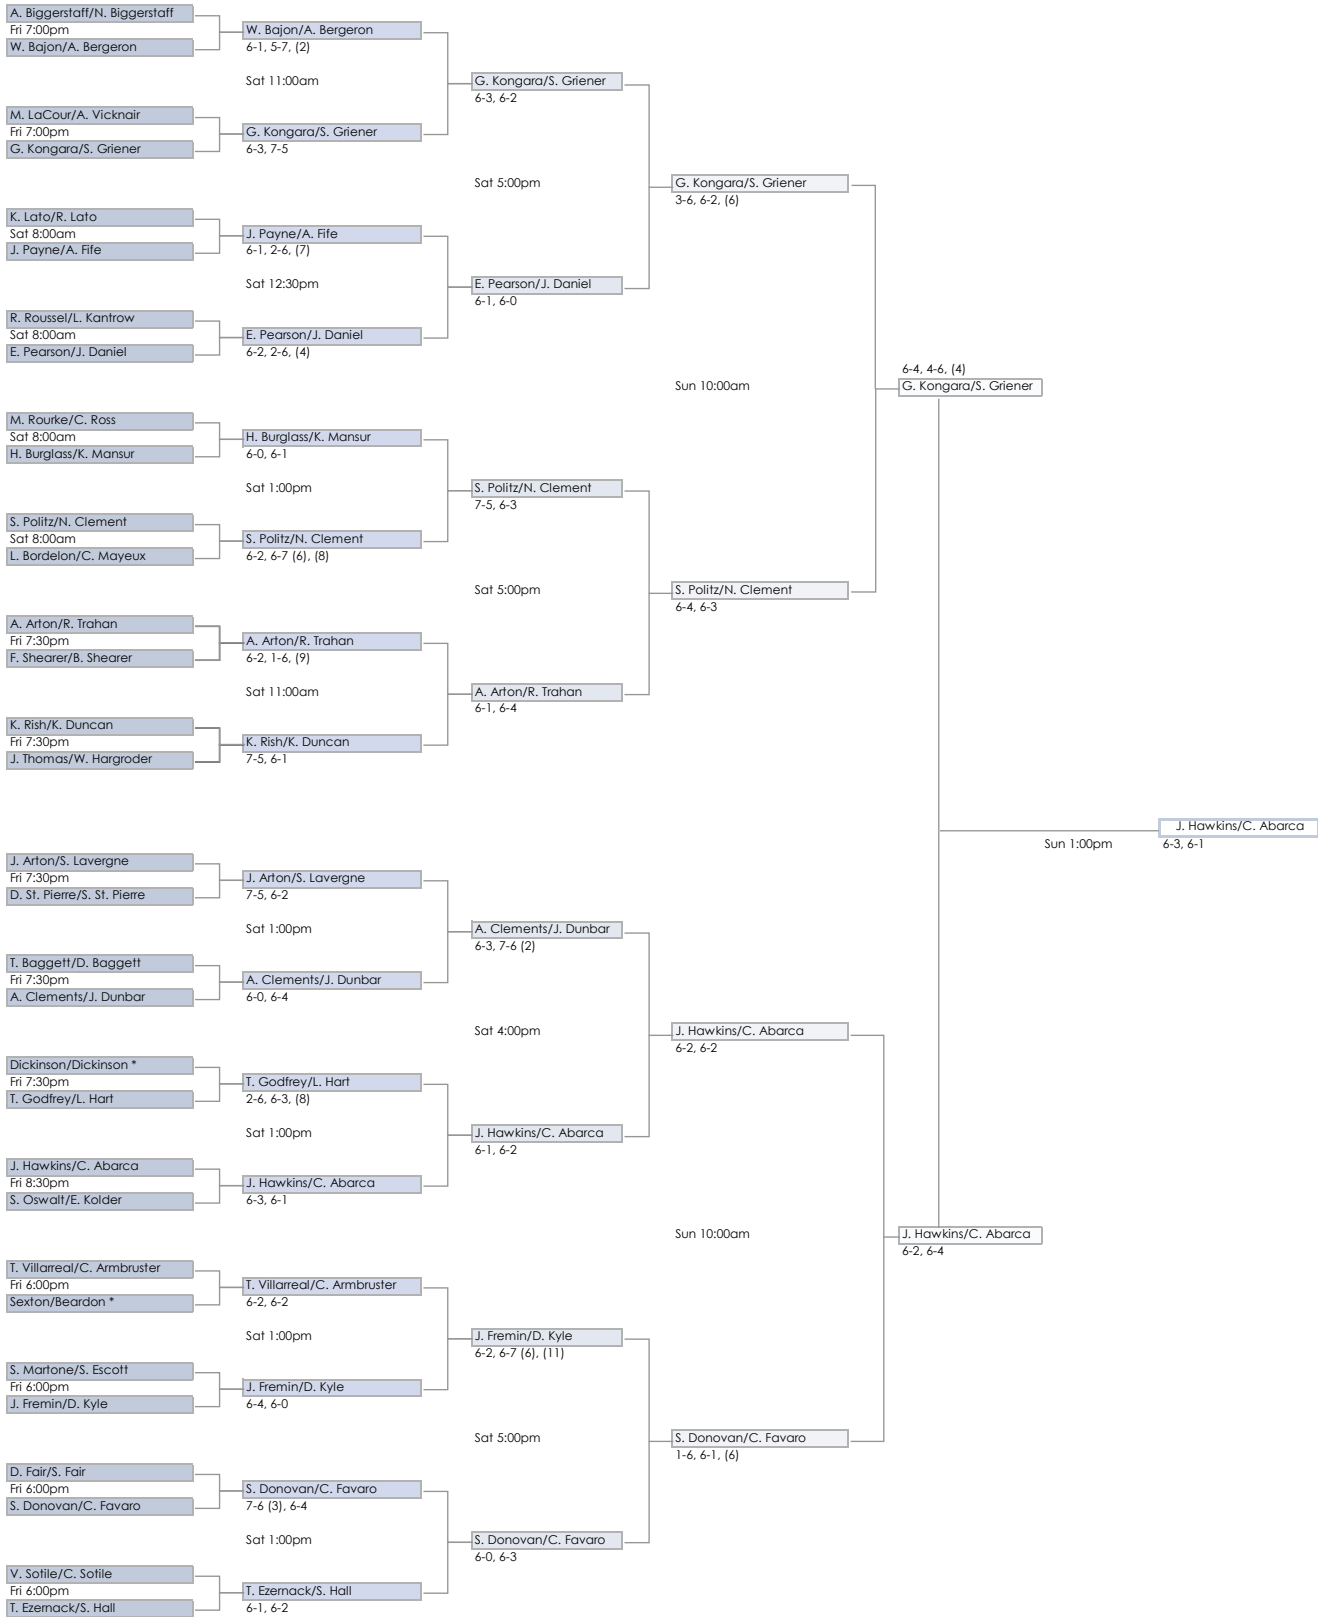 A. Biggerstaff/N. Biggerstaff
Fri 7:00pm
W. Bajon/A. Bergeron
W. Bajon/A. Bergeron
6-1, 5-7, (2)
Sat 11:00am
G. Kongara/S. Griener
6-3, 6-2
M. LaCour/A. Vicknair
Fri 7:00pm
G. Kongara/S. Griener
G. Kongara/S. Griener
6-3, 7-5
Sat 5:00pm
G. Kongara/S. Griener
3-6, 6-2, (6)
K. Lato/R. Lato
Sat 8:00am
J. Payne/A. Fife
J. Payne/A. Fife
6-1, 2-6, (7)
Sat 12:30pm
E. Pearson/J. Daniel
6-1, 6-0
R. Roussel/L. Kantrow
Sat 8:00am
E. Pearson/J. Daniel
E. Pearson/J. Daniel
6-2, 2-6, (4)
Sun 10:00am
6-4, 4-6, (4)
G. Kongara/S. Griener
M. Rourke/C. Ross
Sat 8:00am
H. Burglass/K. Mansur
H. Burglass/K. Mansur
6-0, 6-1
Sat 1:00pm
S. Politz/N. Clement
7-5, 6-3
S. Politz/N. Clement
Sat 8:00am
L. Bordelon/C. Mayeux
S. Politz/N. Clement
6-2, 6-7 (6), (8)
Sat 5:00pm
S. Politz/N. Clement
6-4, 6-3
A. Arton/R. Trahan
Fri 7:30pm
F. Shearer/B. Shearer
A. Arton/R. Trahan
6-2, 1-6, (9)
Sat 11:00am
A. Arton/R. Trahan
6-1, 6-4
K. Rish/K. Duncan
Fri 7:30pm
J. Thomas/W. Hargroder
K. Rish/K. Duncan
7-5, 6-1
J. Hawkins/C. Abarca
Sun 1:00pm
6-3, 6-1
J. Arton/S. Lavergne
Fri 7:30pm
D. St. Pierre/S. St. Pierre
J. Arton/S. Lavergne
7-5, 6-2
Sat 1:00pm
A. Clements/J. Dunbar
6-3, 7-6 (2)
T. Baggett/D. Baggett
Fri 7:30pm
A. Clements/J. Dunbar
A. Clements/J. Dunbar
6-0, 6-4
Sat 4:00pm
J. Hawkins/C. Abarca
6-2, 6-2
Dickinson/Dickinson *
Fri 7:30pm
T. Godfrey/L. Hart
T. Godfrey/L. Hart
2-6, 6-3, (8)
Sat 1:00pm
J. Hawkins/C. Abarca
6-1, 6-2
J. Hawkins/C. Abarca
Fri 8:30pm
S. Oswalt/E. Kolder
J. Hawkins/C. Abarca
6-3, 6-1
Sun 10:00am
J. Hawkins/C. Abarca
6-2, 6-4
T. Villarreal/C. Armbruster
Fri 6:00pm
Sexton/Beardon *
T. Villarreal/C. Armbruster
6-2, 6-2
Sat 1:00pm
J. Fremin/D. Kyle
6-2, 6-7 (6), (11)
S. Martone/S. Escott
Fri 6:00pm
J. Fremin/D. Kyle
J. Fremin/D. Kyle
6-4, 6-0
Sat 5:00pm
S. Donovan/C. Favaro
1-6, 6-1, (6)
D. Fair/S. Fair
Fri 6:00pm
S. Donovan/C. Favaro
S. Donovan/C. Favaro
7-6 (3), 6-4
Sat 1:00pm
S. Donovan/C. Favaro
6-0, 6-3
V. Sotile/C. Sotile
Fri 6:00pm
T. Ezernack/S. Hall
T. Ezernack/S. Hall
6-1, 6-2